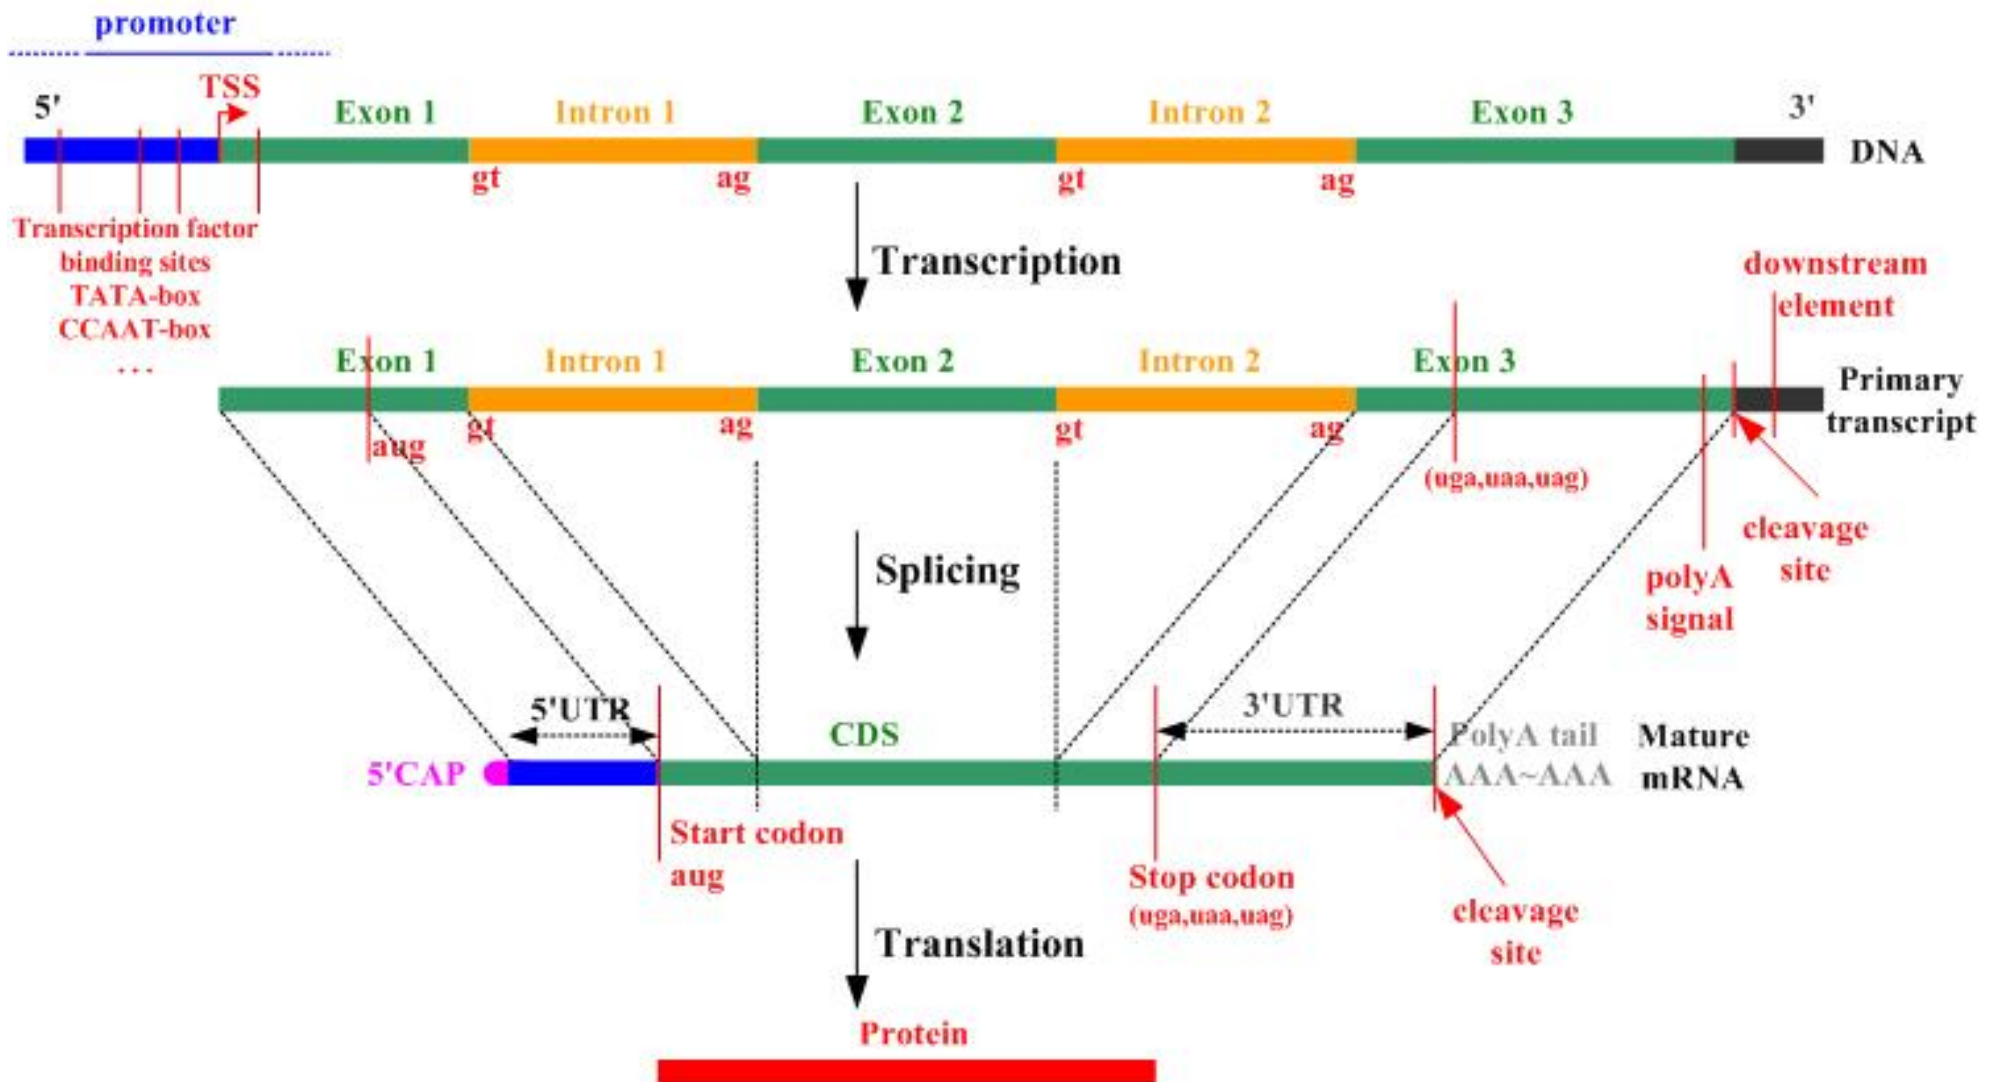 promoter
5'
TSS
Exon 1
Intron 1
Exon 2
Intron 2
Exon 3
3'
DNA
gt
ag
gt
ag
Transcription factor
binding sites
TATA-box
CCAAT-box
...
Transcription
downstream
element
Exon 1
Intron 1
Exon 2
Intron 2
Exon 3
Primary
transcript
aug
gt
ag
gt
ag
(uga,uaa,uag)
cleavage
site
polyA
signal
Splicing
5'UTR
CDS
3'UTR
PolyA tail
AAA~AAA
Mature
mRNA
5'CAP
Start codon
aug
Stop codon
(uga,uaa,uag)
cleavage
site
Translation
Protein